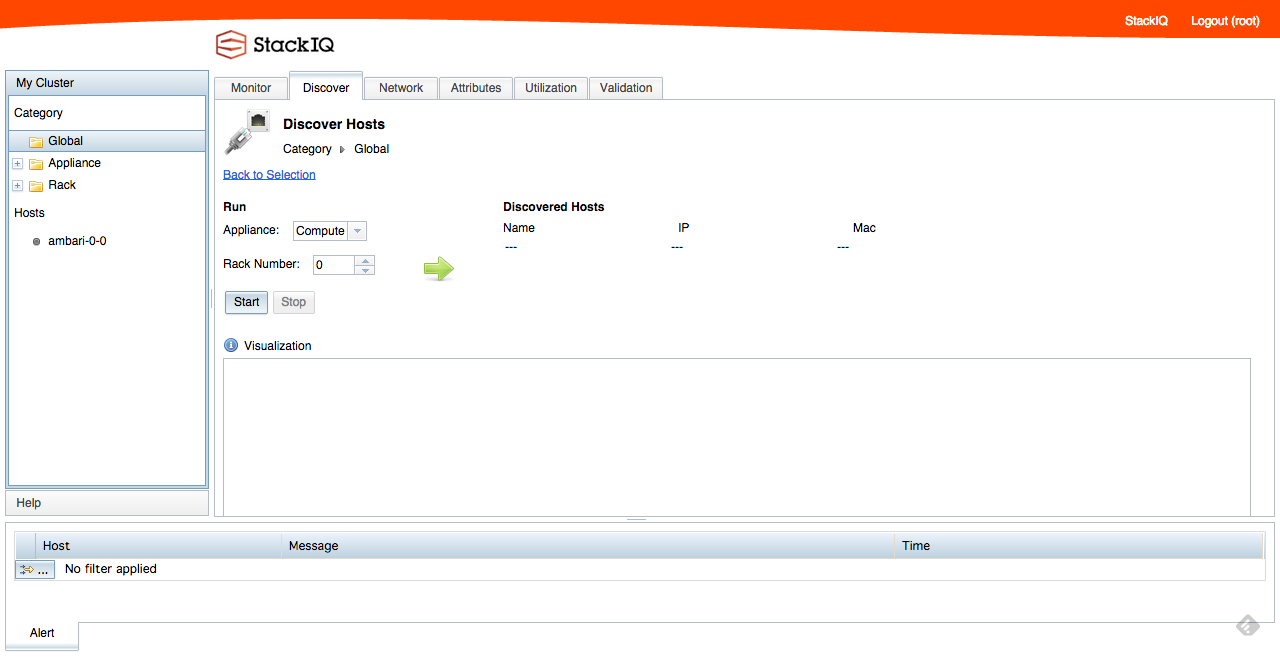 StackIQ Logout (root)
StackIQ
My Cluster
Category
Global
Appliance
Rack
Hosts
ambari-0-0
Help
Monitor Discover Network Attributes Utilization Validation
Discover Hosts
Category Global
Back to Selection
Run
Appliance: Compute
Rack Number: 0
Start Stop
Discovered Hosts
Name IP Mac
--- --- ---
Visualization
Host Message Time
... No filter applied
Alert